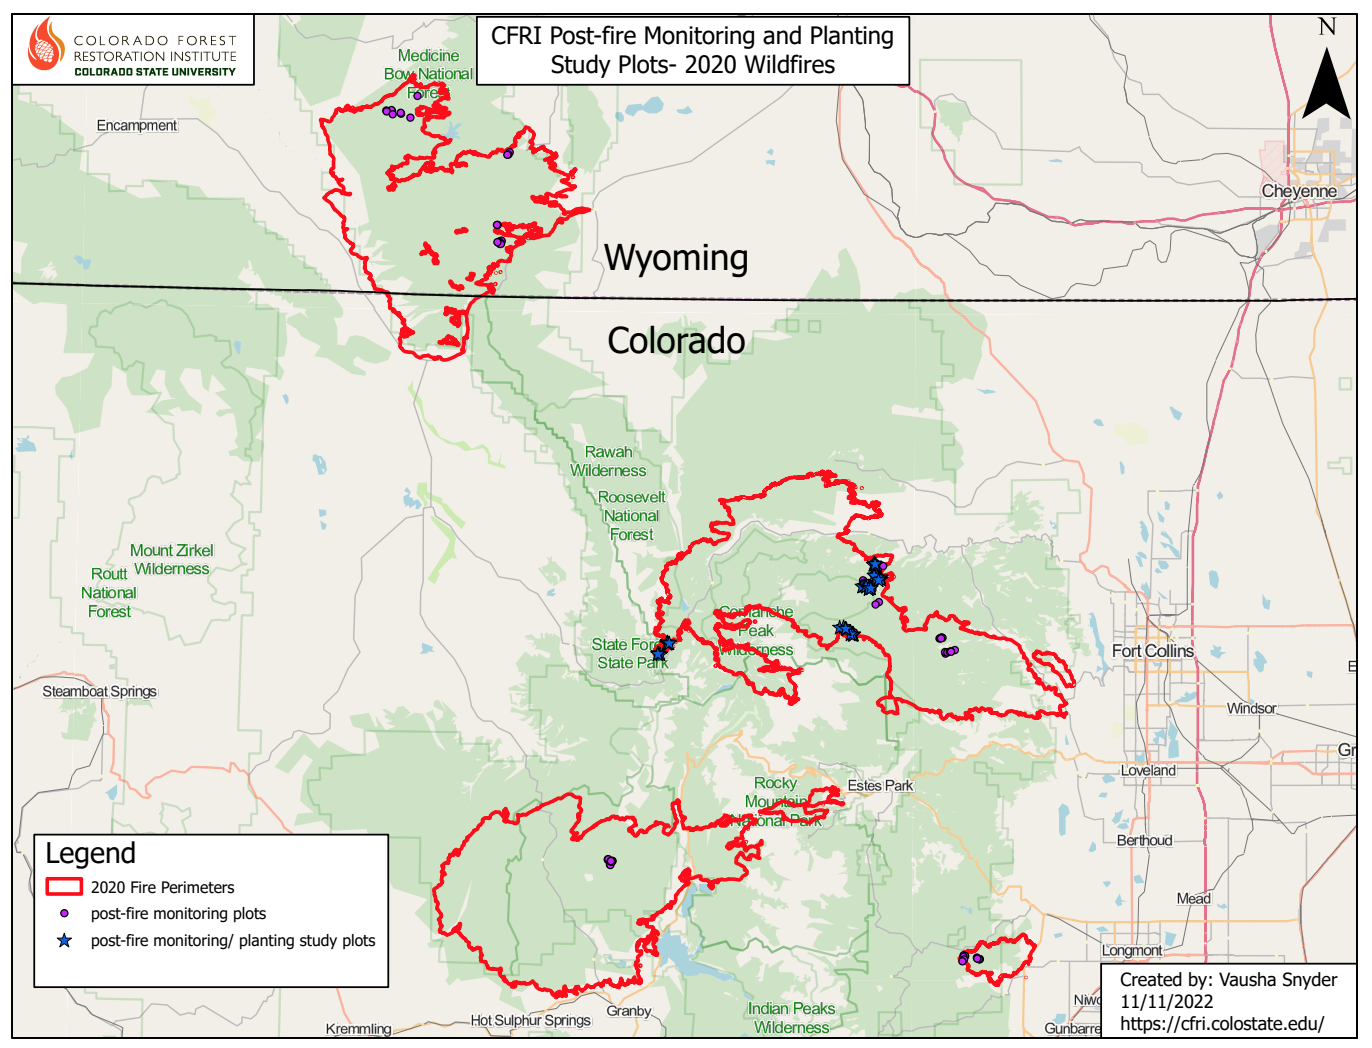 COLORADO FOREST
RESTORATION INSTITUTE
COLORADO STATE UNIVERSITY
CFRI Post-fire Monitoring and Planting
Study Plots- 2020 Wildfires
N
Medicine
Bow National
Forest
Encampment
Cheyenne
Wyoming
Colorado
Rawah
Wilderness
Roosevelt
National
Forest
Mount Zirkel
Wilderness
Routt
National
Forest
Comanche
Peak
Wilderness
State Fore
State Park
Fort Collins
Steamboat Springs
Windsor
Gr
Loveland
Rocky
Mountain
National Park
Estes Park
Berthoud
Legend
2020 Fire Perimeters
post-fire monitoring plots
post-fire monitoring/ planting study plots
Mead
Longmont
Indian Peaks
Wilderness
Granby
Hot Sulphur Springs
Kremmling
Niwo
Gunbarre
Created by: Vausha Snyder
11/11/2022
https://cfri.colostate.edu/